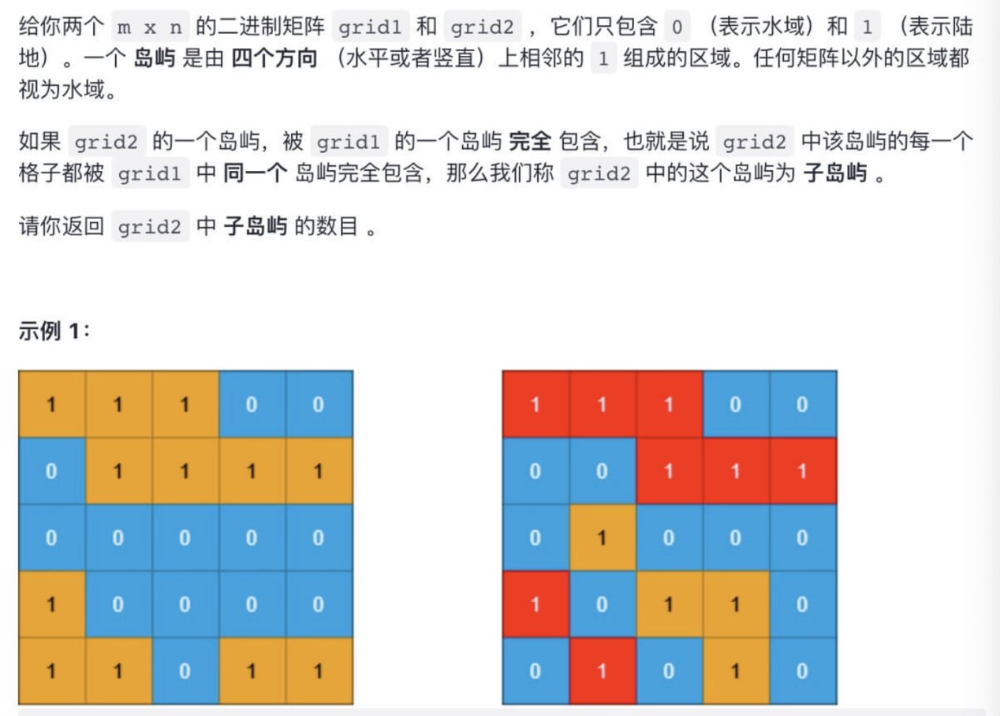 给你两个 m x n 的二进制矩阵 grid1 和 grid2 ，它们只包含 0 （表示水域）和 1 （表示陆
地）。一个 岛屿 是由 四个方向 （水平或者竖直）上相邻的 1 组成的区域。任何矩阵以外的区域都
视为水域。
如果 grid2 的一个岛屿，被 grid1 的一个岛屿 完全 包含，也就是说 grid2 中该岛屿的每一个
格子都被 grid1 中 同一个 岛屿完全包含，那么我们称 grid2 中的这个岛屿为 子岛屿 。
请你返回 grid2 中 子岛屿 的数目 。
示例 1：
1 1 1 0 0
0 1 1 1 1
0 0 0 0 0
1 0 0 0 0
1 1 0 1 1
1 1 1 0 0
0 0 1 1 1
0 1 0 0 0
1 0 1 1 0
0 1 0 1 0